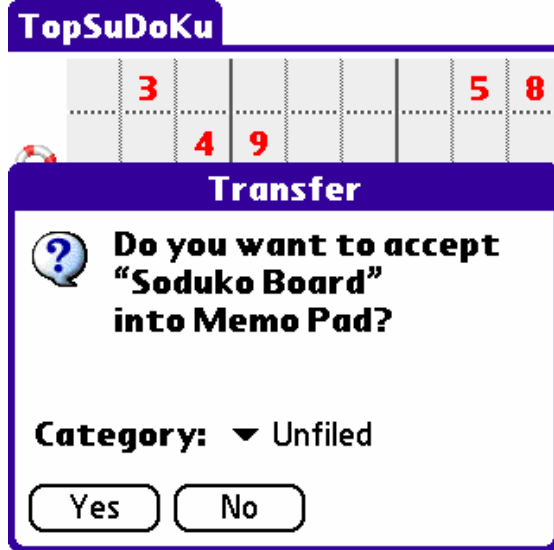 TopSuDoKu
3 5 8
4 9
Transfer
? Do you want to accept
“Soduko Board”
into Memo Pad?
Category: Unfiled
Yes No